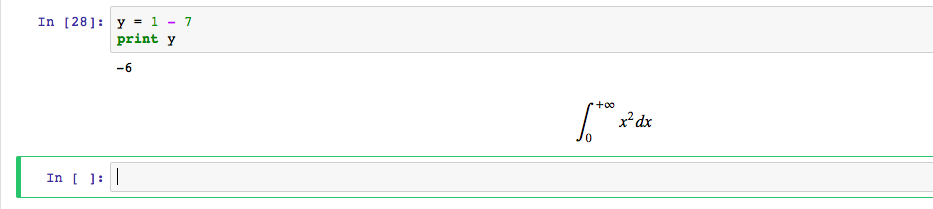 In [28]: y = 1 - 7
print y
-6
∫₀^{+∞} x² dx
In [ ]: